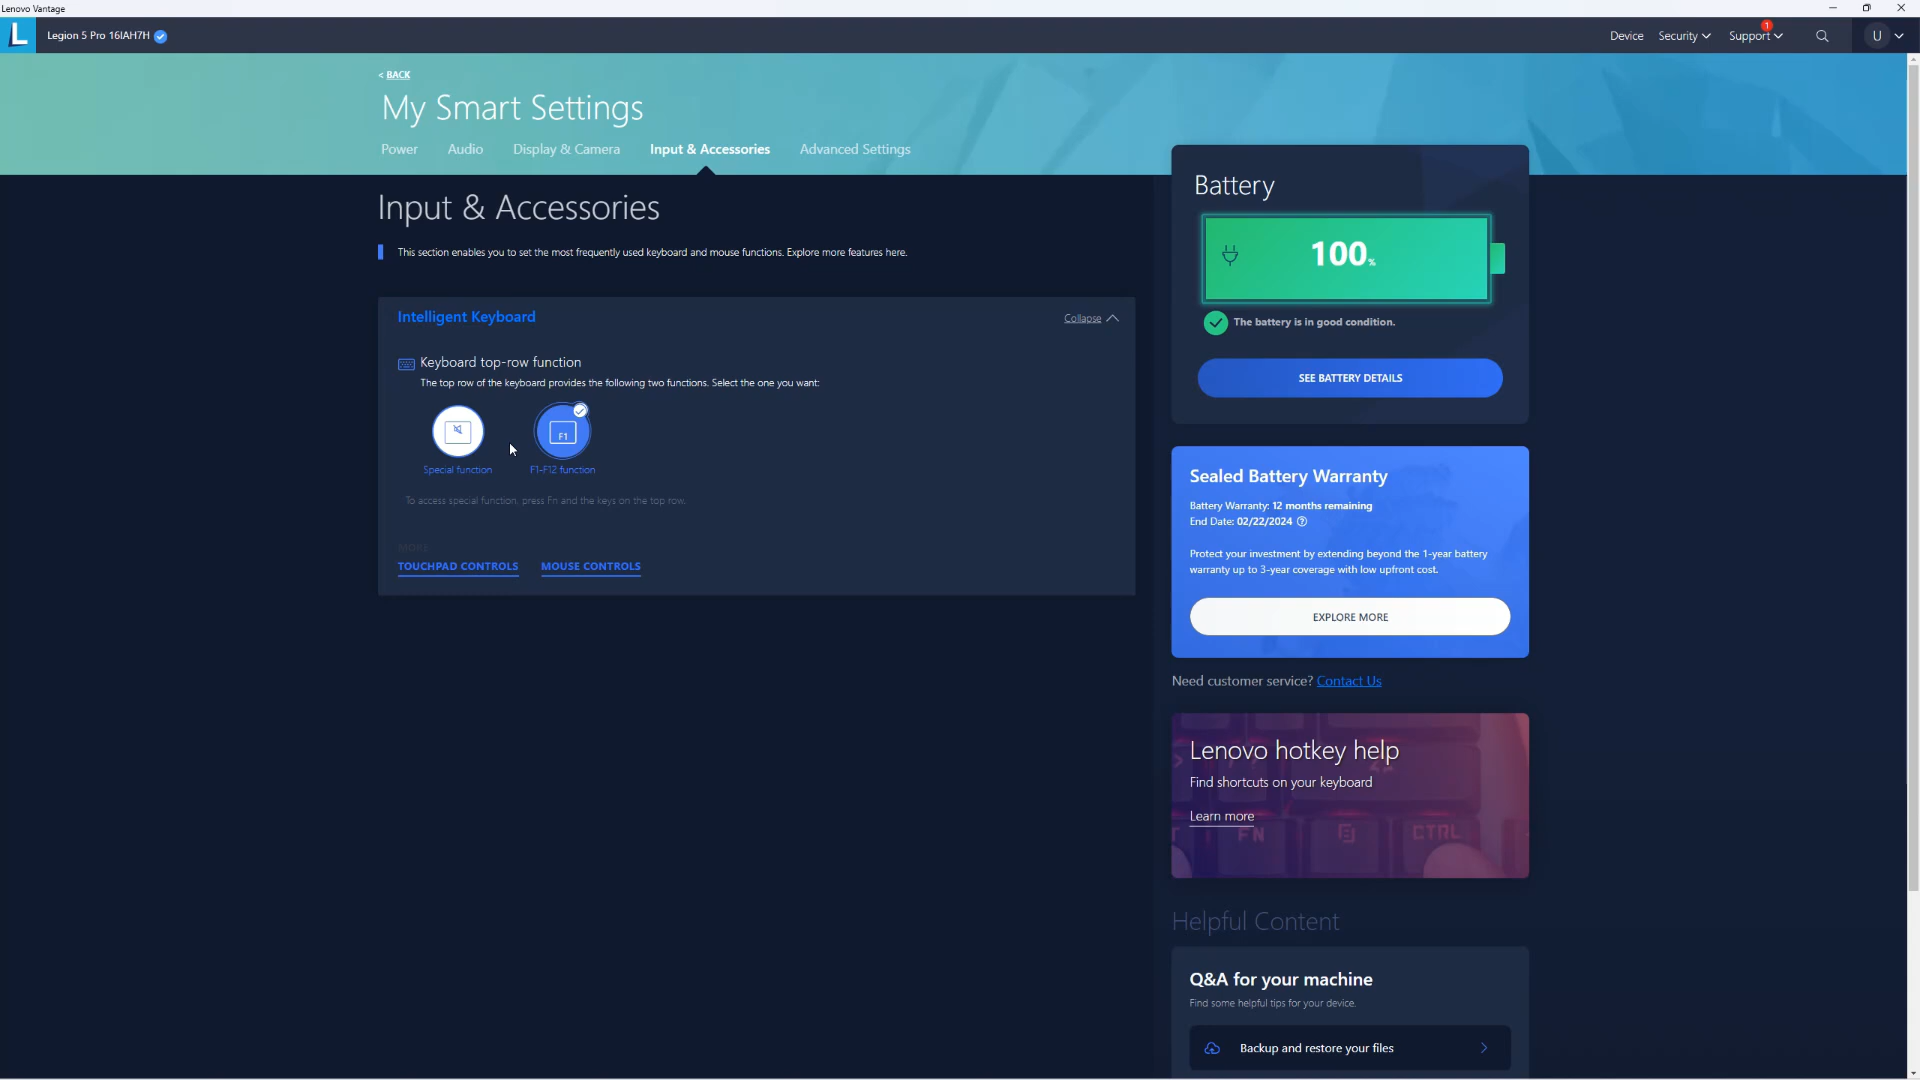 Lenovo Vantage
L
Legion 5 Pro 16IAH7H
Device
Security
Support
1
U
< BACK
My Smart Settings
Power
Audio
Display & Camera
Input & Accessories
Advanced Settings
Input & Accessories
This section enables you to set the most frequently used keyboard and mouse functions. Explore more features here.
Intelligent Keyboard
Collapse
Keyboard top-row function
The top row of the keyboard provides the following two functions. Select the one you want:
F1
Special function
F1-F12 function
To access special function, press Fn and the keys on the top row.
MORE
TOUCHPAD CONTROLS
MOUSE CONTROLS
Battery
100%
The battery is in good condition.
SEE BATTERY DETAILS
Sealed Battery Warranty
Battery Warranty: 12 months remaining
End Date: 02/22/2024 ?
Protect your investment by extending beyond the 1-year battery
warranty up to 3-year coverage with low upfront cost.
EXPLORE MORE
Need customer service? Contact Us
Lenovo hotkey help
Find shortcuts on your keyboard
Learn more
FN
CTRL
Helpful Content
Q&A for your machine
Find some helpful tips for your device.
Backup and restore your files